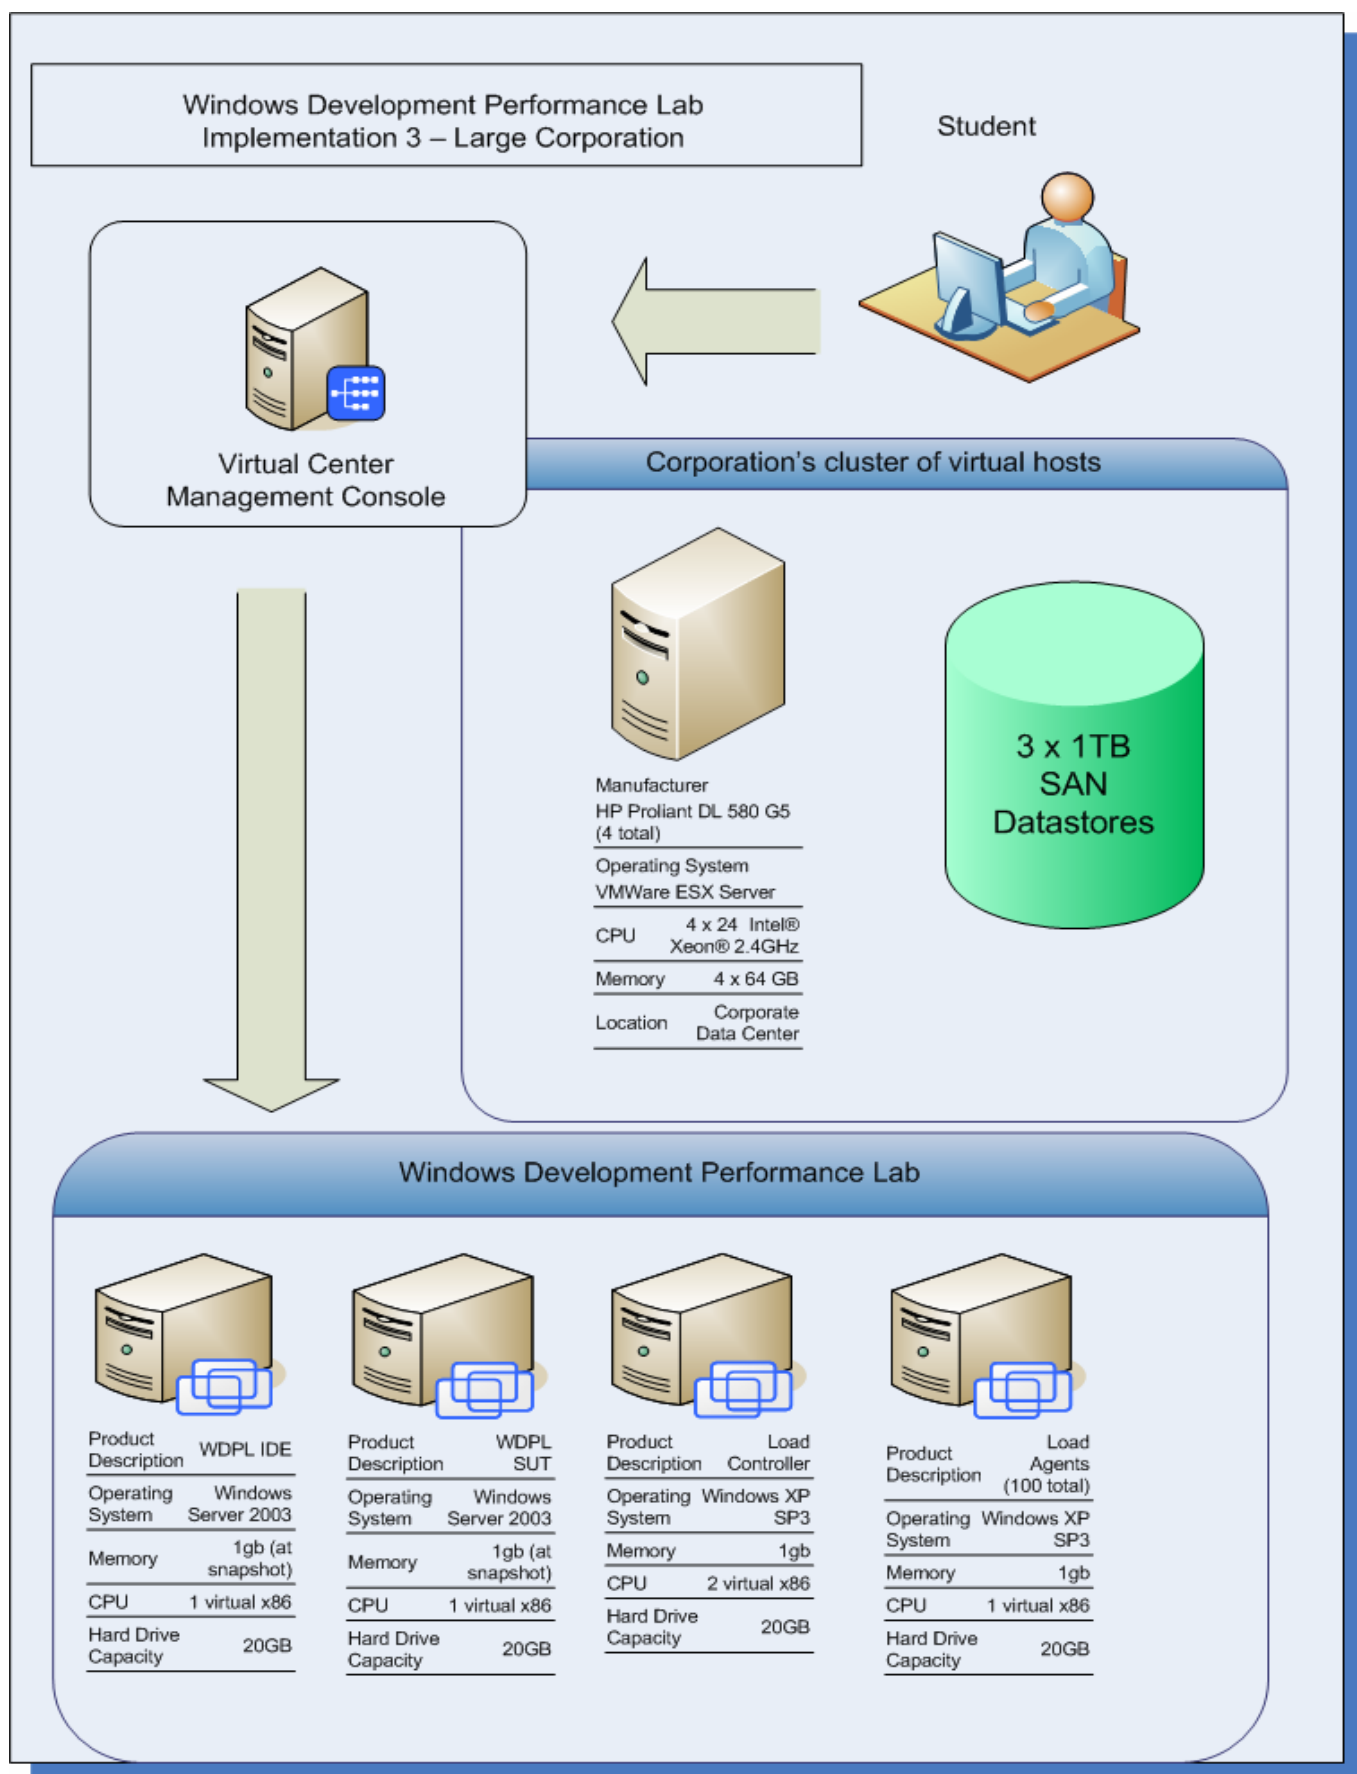 Windows Development Performance Lab
Implementation 3 – Large Corporation
Student
Virtual Center
Management Console
Corporation's cluster of virtual hosts
Manufacturer
HP Proliant DL 580 G5
(4 total)
Operating System
VMWare ESX Server
CPU
4 x 24 Intel®
Xeon® 2.4GHz
Memory 4 x 64 GB
Location
Corporate
Data Center
3 x 1TB
SAN
Datastores
Windows Development Performance Lab
Product
Description
WDPL IDE
Operating
System
Windows
Server 2003
Memory
1gb (at
snapshot)
CPU 1 virtual x86
Hard Drive
Capacity
20GB
Product
Description
WDPL
SUT
Operating
System
Windows
Server 2003
Memory
1gb (at
snapshot)
CPU 1 virtual x86
Hard Drive
Capacity
20GB
Product
Description
Load
Controller
Operating
System
Windows XP
SP3
Memory 1gb
CPU 2 virtual x86
Hard Drive
Capacity
20GB
Product
Description
Load
Agents
(100 total)
Operating
System
Windows XP
SP3
Memory 1gb
CPU 1 virtual x86
Hard Drive
Capacity
20GB